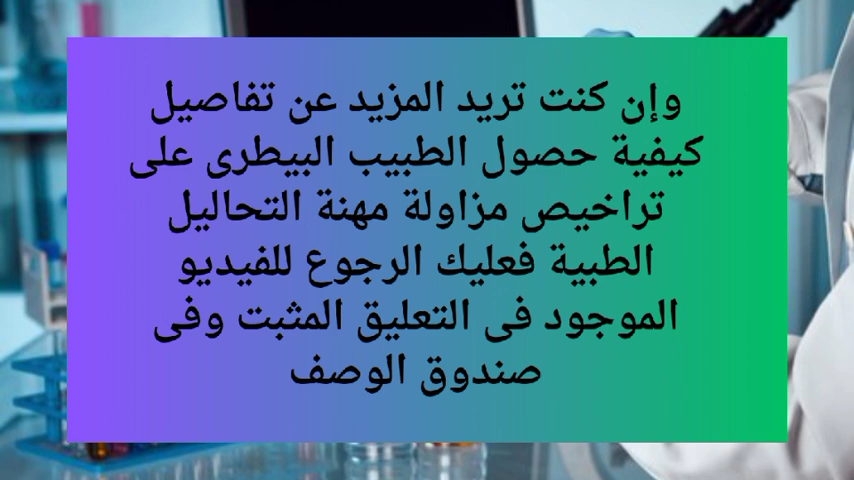 وإن كنت تريد المزيد عن تفاصيل
كيفية حصول الطبيب البيطرى على
تراخيص مزاولة مهنة التحاليل
الطبية فعليك الرجوع للفيديو
الموجود فى التعليق المثبت وفى
صندوق الوصف